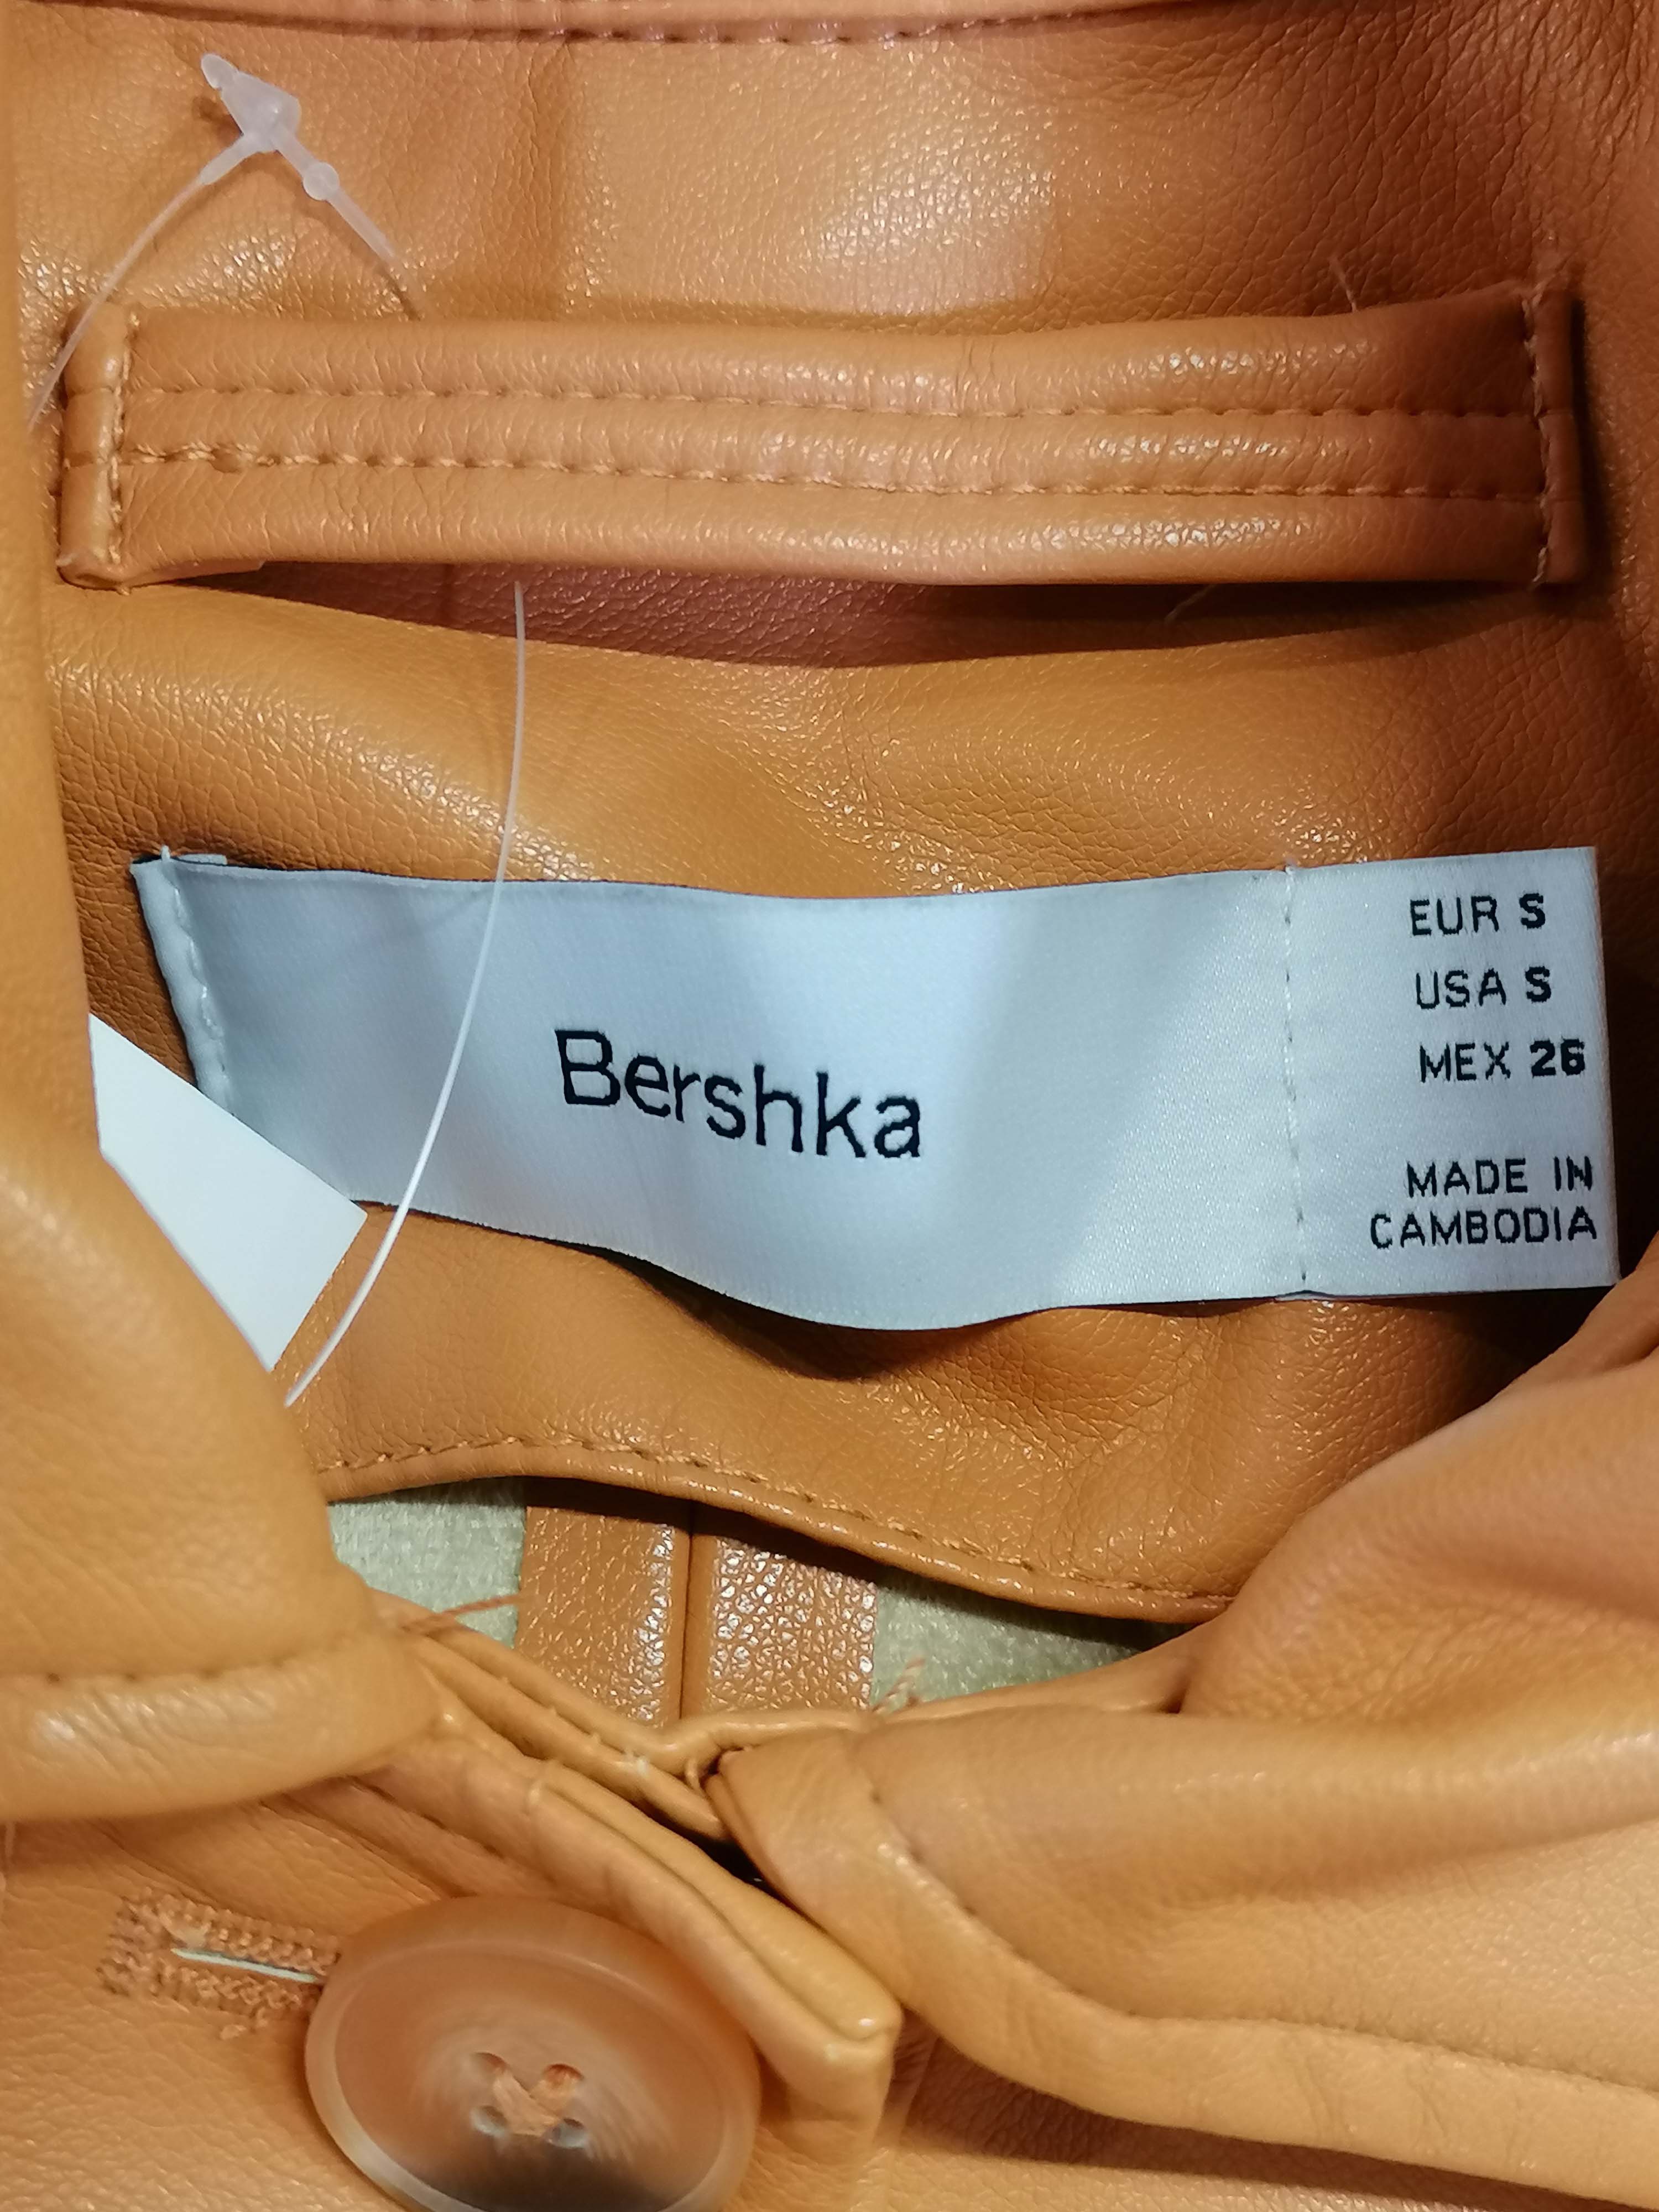 Bershka
EUR S
USA S
MEX 26
MADE IN
CAMBODIA